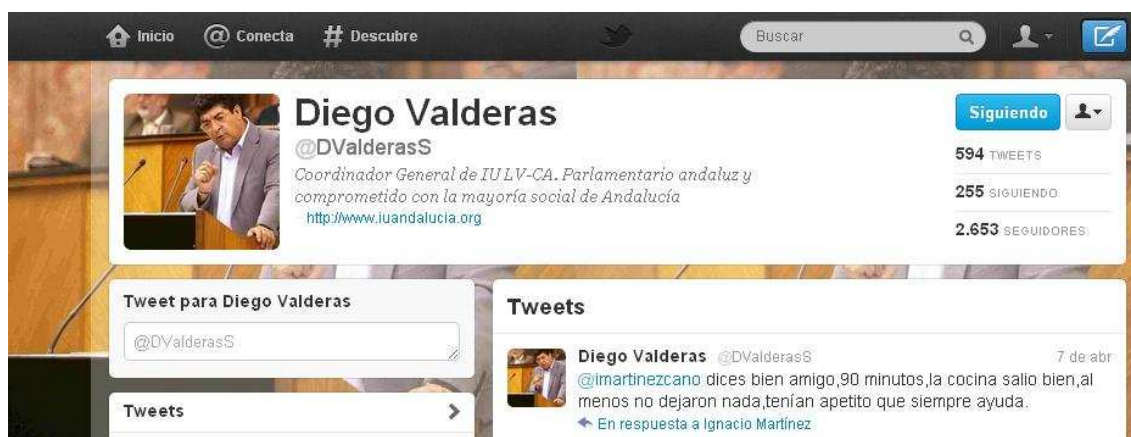 Inicio @ Conecta # Descubre Buscar
Diego Valderas
@DValderasS
Coordinador General de IU LV-CA. Parlamentario andaluz y
comprometido con la mayoría social de Andalucía
http://www.iuandalucia.org
Siguiendo
594 TWEETS
255 SIGUIENDO
2.653 SEGUIDORES
Tweet para Diego Valderas
@DValderasS
Tweets
Tweets
Diego Valderas @DValderasS 7 de abr
@imartinezcano dices bien amigo,90 minutos,la cocina salio bien,al
menos no dejaron nada,tenían apetito que siempre ayuda.
En respuesta a Ignacio Martínez